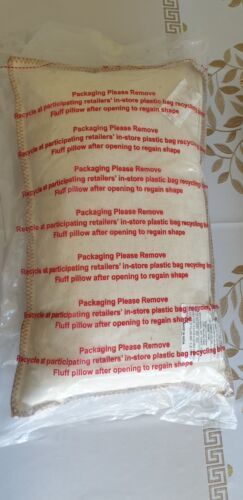 Packaging Please Remove
Recycle at participating retailers' in-store plastic bag recycling
Fluff pillow after opening to regain shape
Packaging Please Remove
Recycle at participating retailers' in-store plastic bag recycling
Fluff pillow after opening to regain shape
Packaging Please Remove
Recycle at participating retailers' in-store plastic bag recycling
Fluff pillow after opening to regain shape
Packaging Please Remove
Recycle at participating retailers' in-store plastic bag recycling
Fluff pillow after opening to regain shape
Packaging Please Remove
Recycle at participating retailers' in-store plastic bag recycling
Fluff pillow after opening to regain shape
Packaging Please Remove
Recycle at participating retailers' in-store plastic bag recycling
Fluff pillow after opening to regain shape
Packaging Please Remove
Recycle at participating retailers' in-store plastic bag recycling
Fluff pillow after opening to regain shape